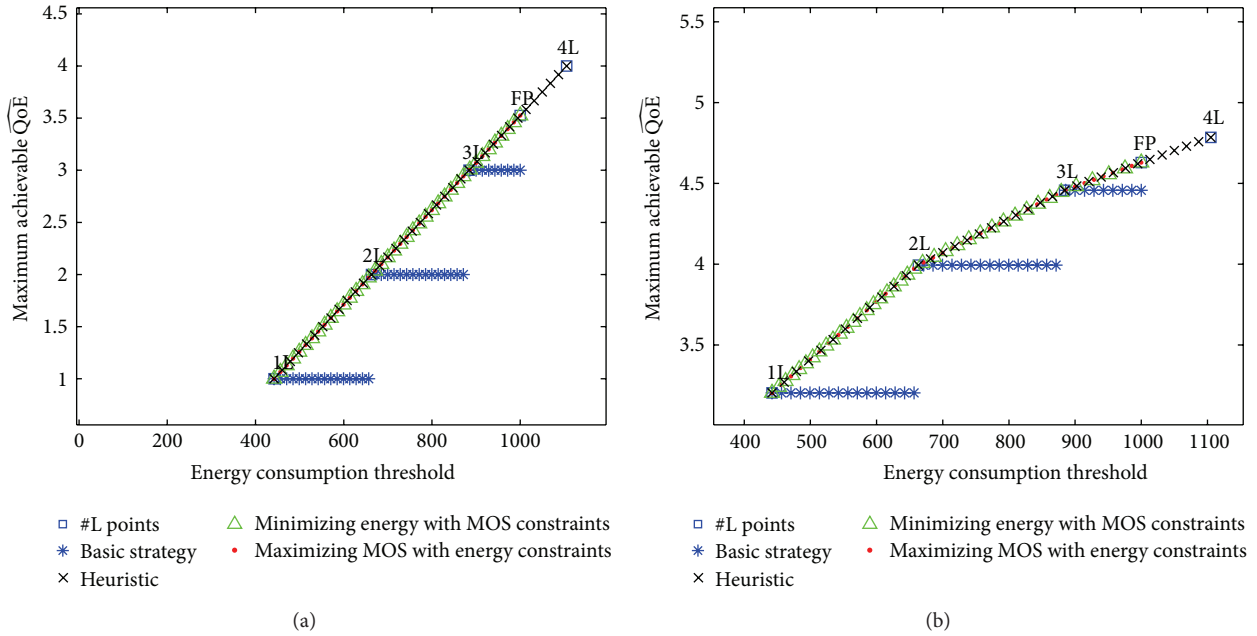 4.5
4
3.5
3
2.5
2
1.5
1
0 200 400 600 800 1000
Maximum achievable Q͡oE
Energy consumption threshold
1L
2L
3L
FP
4L
#L points
Basic strategy
Heuristic
Minimizing energy with MOS constraints
Maximizing MOS with energy constraints
(a)
5.5
5
4.5
4
3.5
400 500 600 700 800 900 1000 1100
Maximum achievable Q͡oE
Energy consumption threshold
1L
2L
3L
FP
4L
#L points
Basic strategy
Heuristic
Minimizing energy with MOS constraints
Maximizing MOS with energy constraints
(b)